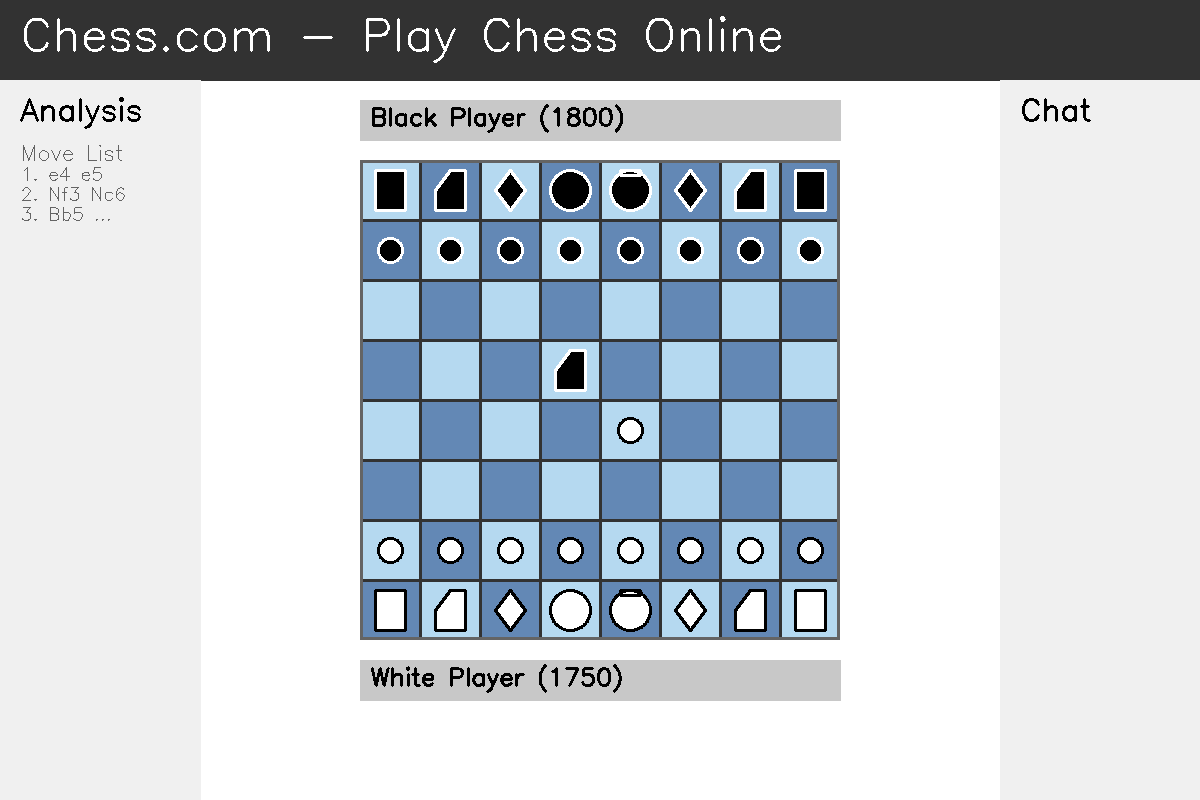 Chess.com - Play Chess Online
Analysis
Move List
1. e4 e5
2. Nf3 Nc6
3. Bb5 ...
Black Player (1800)
White Player (1750)
Chat